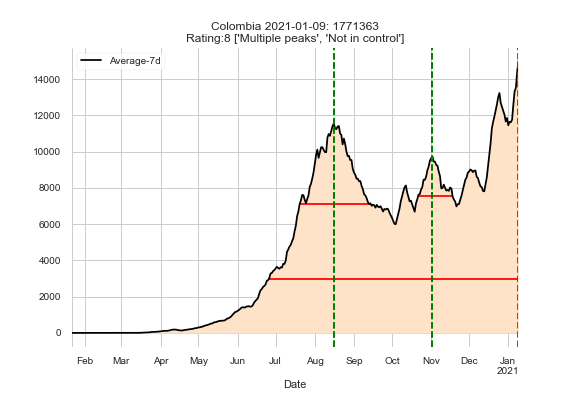 Colombia 2021-01-09: 1771363
Rating:8 ['Multiple peaks', 'Not in control']
Average-7d
14000
12000
10000
8000
6000
4000
2000
0
Feb Mar Apr May Jun Jul Aug Sep Oct Nov Dec Jan
2021
Date